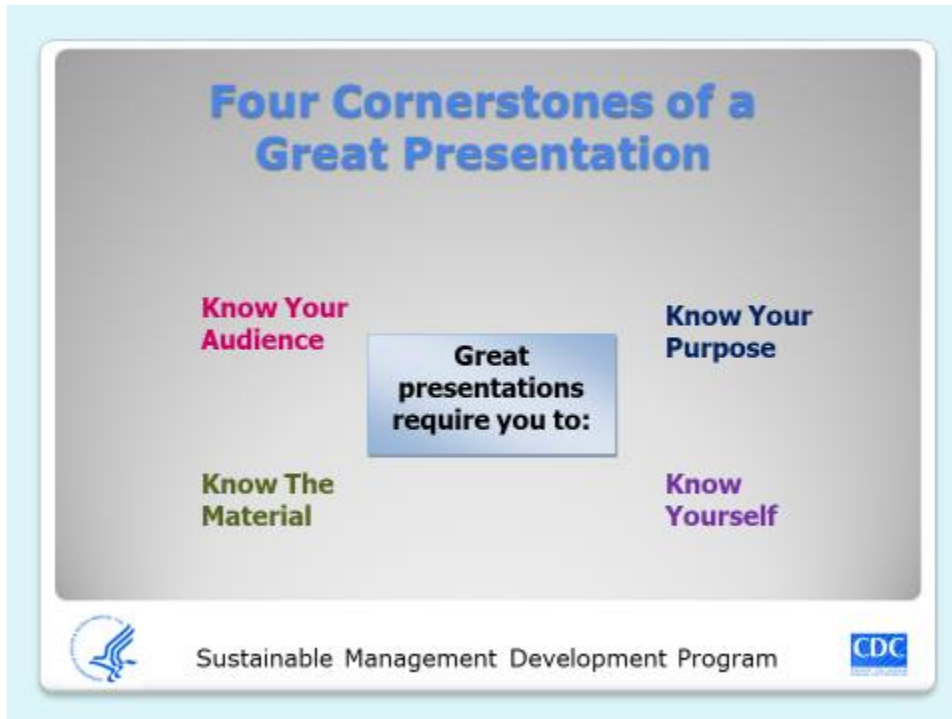 Four Cornerstones of a
Great Presentation
Know Your
Audience
Know Your
Purpose
Great
presentations
require you to:
Know The
Material
Know
Yourself
Sustainable Management Development Program
CDC